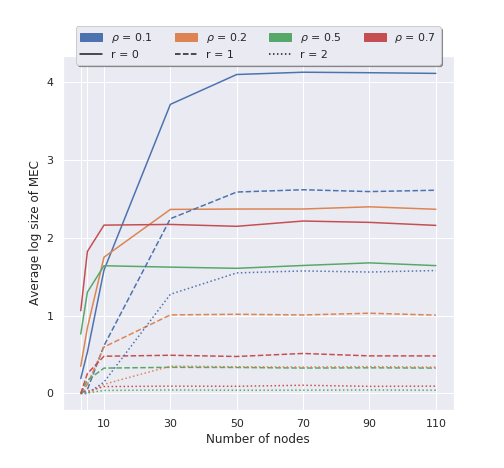 ρ = 0.1 ρ = 0.2 ρ = 0.5 ρ = 0.7
r = 0 r = 1 r = 2
Average log size of MEC
4
3
2
1
0
10 30 50 70 90 110
Number of nodes